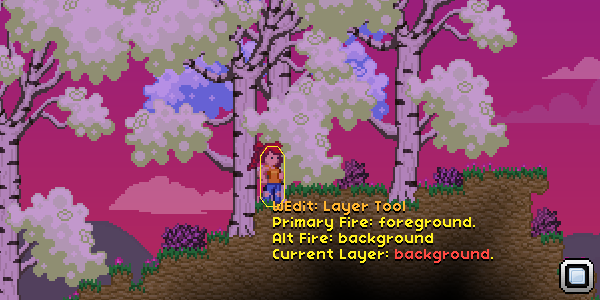 WEdit: Layer Tool
Primary Fire: foreground.
Alt Fire: background
Current Layer: background.